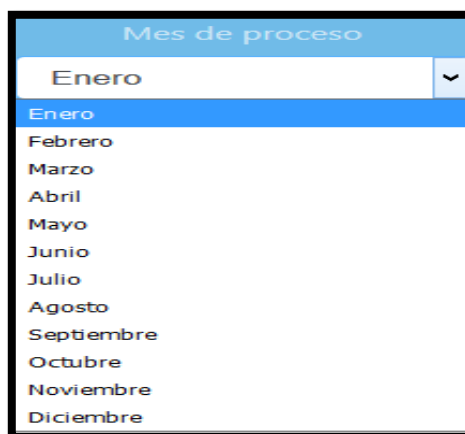 Mes de proceso
Enero
Enero
Febrero
Marzo
Abril
Mayo
Junio
Julio
Agosto
Septiembre
Octubre
Noviembre
Diciembre